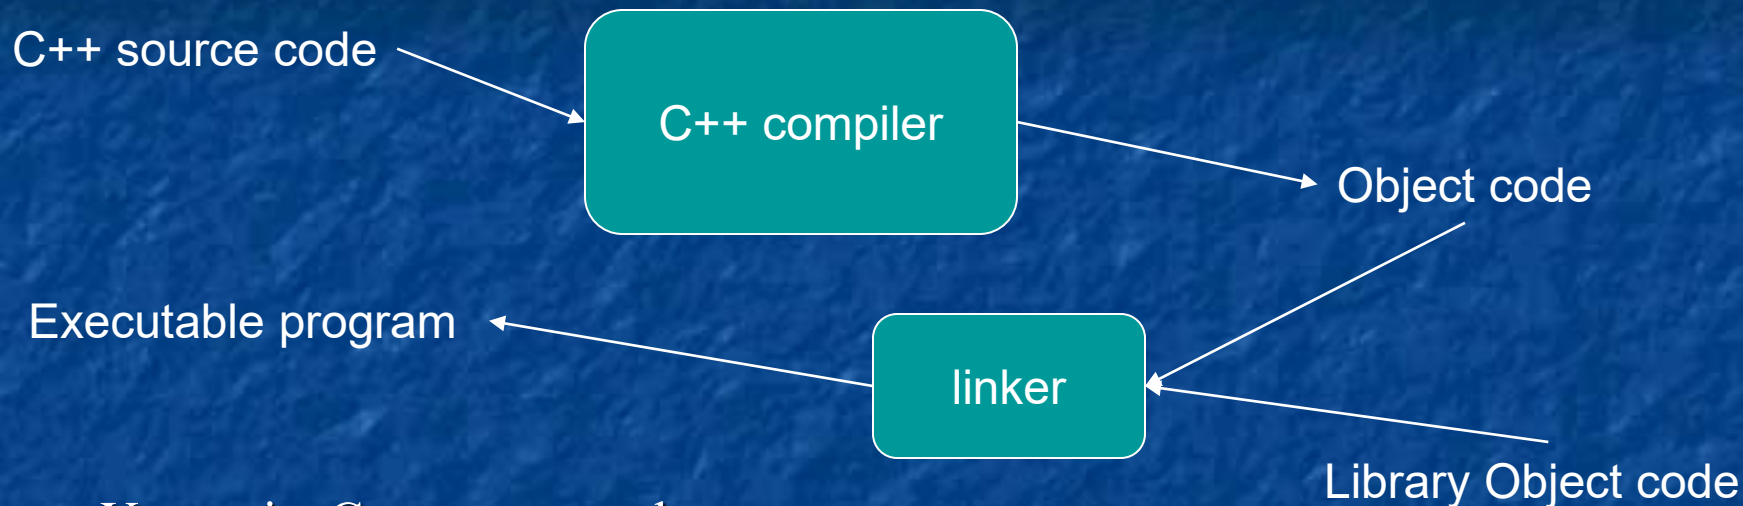 C++ source code
C++ compiler
Object code
Executable program
linker
Library Object code